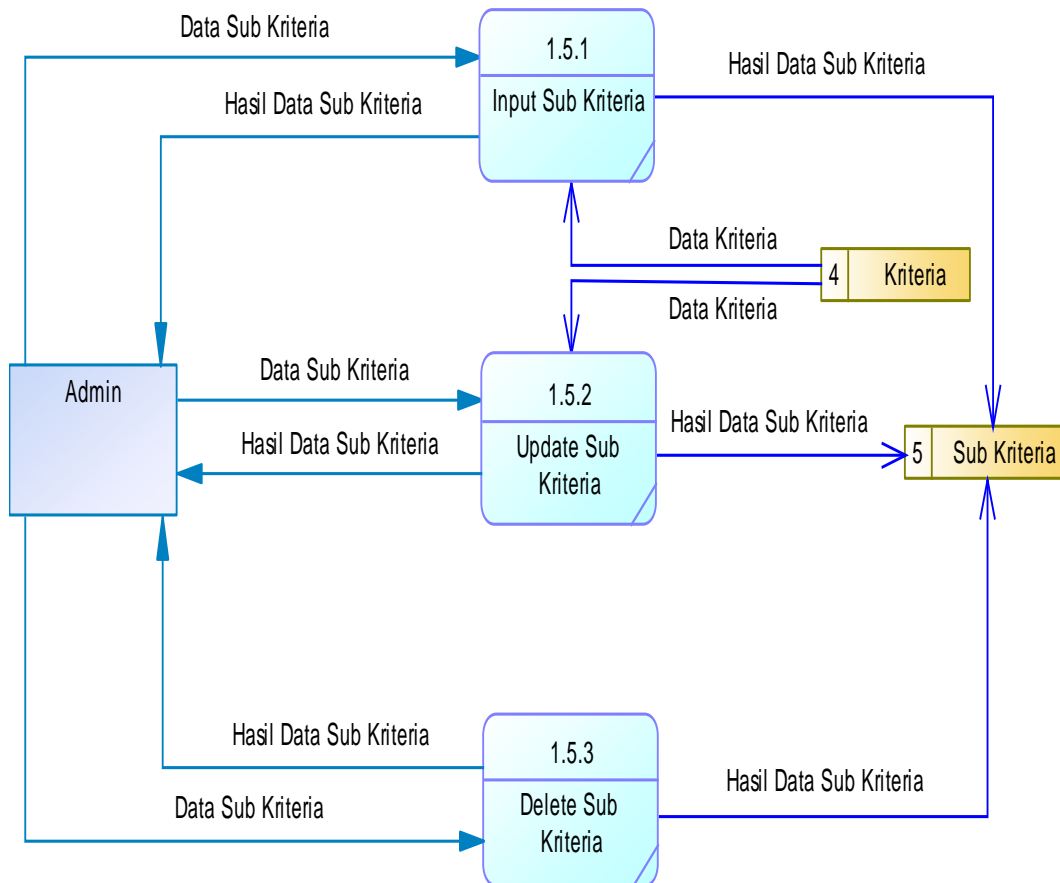 Data Sub Kriteria
1.5.1
Input Sub Kriteria
Hasil Data Sub Kriteria
Hasil Data Sub Kriteria
Data Kriteria
4 Kriteria
Data Kriteria
Admin
Data Sub Kriteria
1.5.2
Update Sub
Kriteria
Hasil Data Sub Kriteria
Hasil Data Sub Kriteria
5 Sub Kriteria
Hasil Data Sub Kriteria
1.5.3
Delete Sub
Kriteria
Hasil Data Sub Kriteria
Data Sub Kriteria